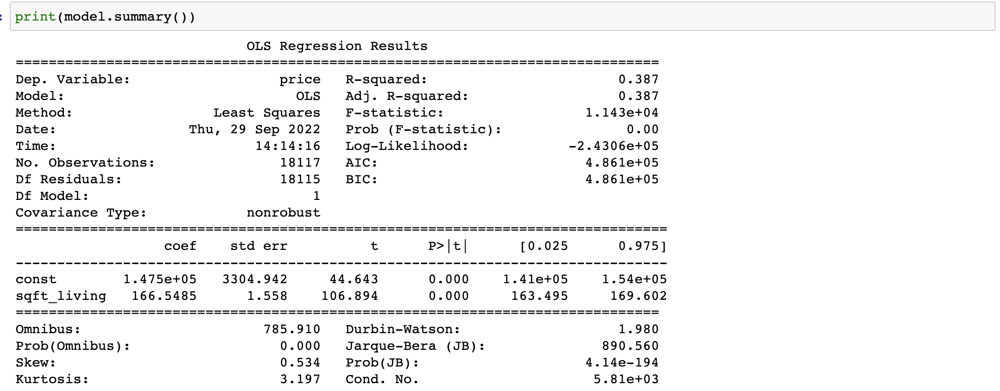 : print(model.summary())
OLS Regression Results
==============================================================================
Dep. Variable: price R-squared: 0.387
Model: OLS Adj. R-squared: 0.387
Method: Least Squares F-statistic: 1.143e+04
Date: Thu, 29 Sep 2022 Prob (F-statistic): 0.00
Time: 14:14:16 Log-Likelihood: -2.4306e+05
No. Observations: 18117 AIC: 4.861e+05
Df Residuals: 18115 BIC: 4.861e+05
Df Model: 1
Covariance Type: nonrobust
===============================================================================
coef std err t P>|t| [0.025 0.975]
-------------------------------------------------------------------------------
const 1.475e+05 3304.942 44.643 0.000 1.41e+05 1.54e+05
sqft_living 166.5485 1.558 106.894 0.000 163.495 169.602
==============================================================================
Omnibus: 785.910 Durbin-Watson: 1.980
Prob(Omnibus): 0.000 Jarque-Bera (JB): 890.560
Skew: 0.534 Prob(JB): 4.14e-194
Kurtosis: 3.197 Cond. No. 5.81e+03